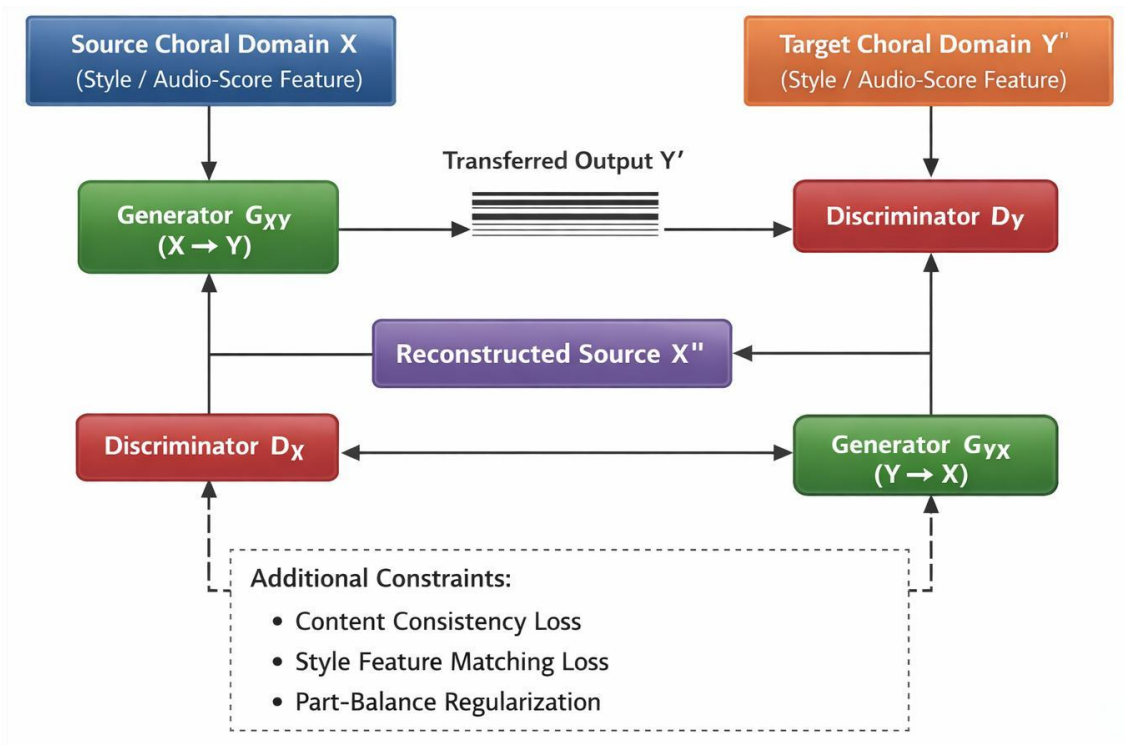 Source Choral Domain X
(Style / Audio-Score Feature)
Target Choral Domain Y"
(Style / Audio-Score Feature)
Transferred Output Y′
Generator GXY
(X → Y)
Discriminator DY
Reconstructed Source X"
Discriminator DX
Generator GYX
(Y → X)
Additional Constraints:
• Content Consistency Loss
• Style Feature Matching Loss
• Part-Balance Regularization